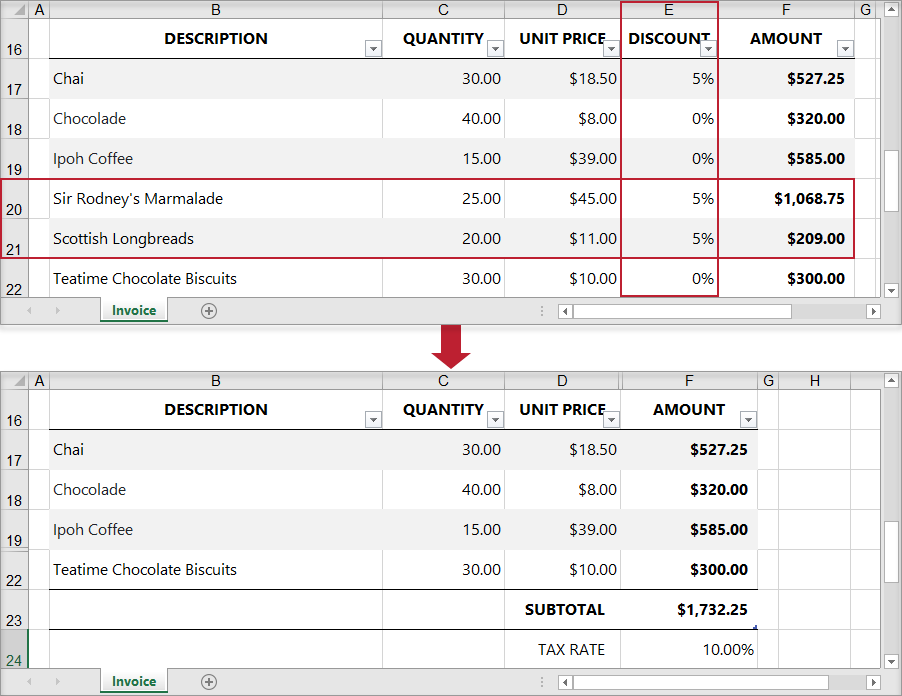 A B C D E F G
16 DESCRIPTION QUANTITY UNIT PRICE DISCOUNT AMOUNT
17 Chai 30.00 $18.50 5% $527.25
18 Chocolade 40.00 $8.00 0% $320.00
19 Ipoh Coffee 15.00 $39.00 0% $585.00
20 Sir Rodney's Marmalade 25.00 $45.00 5% $1,068.75
21 Scottish Longbreads 20.00 $11.00 5% $209.00
22 Teatime Chocolate Biscuits 30.00 $10.00 0% $300.00
Invoice
A B C D F G H
16 DESCRIPTION QUANTITY UNIT PRICE AMOUNT
17 Chai 30.00 $18.50 $527.25
18 Chocolade 40.00 $8.00 $320.00
19 Ipoh Coffee 15.00 $39.00 $585.00
22 Teatime Chocolate Biscuits 30.00 $10.00 $300.00
23 SUBTOTAL $1,732.25
24 TAX RATE 10.00%
Invoice